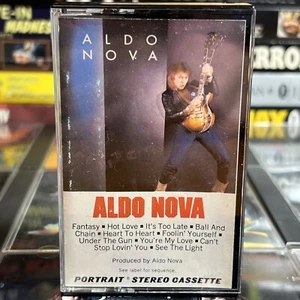 ALDO
NOVA
ALDO NOVA
Fantasy ▪ Hot Love ▪ It's Too Late ▪ Ball And
Chain ▪ Heart To Heart ▪ Foolin' Yourself ▪
Under The Gun ▪ You're My Love ▪ Can't
Stop Lovin' You ▪ See The Light
Produced by Aldo Nova
See label for sequence
PORTRAIT STEREO CASSETTE